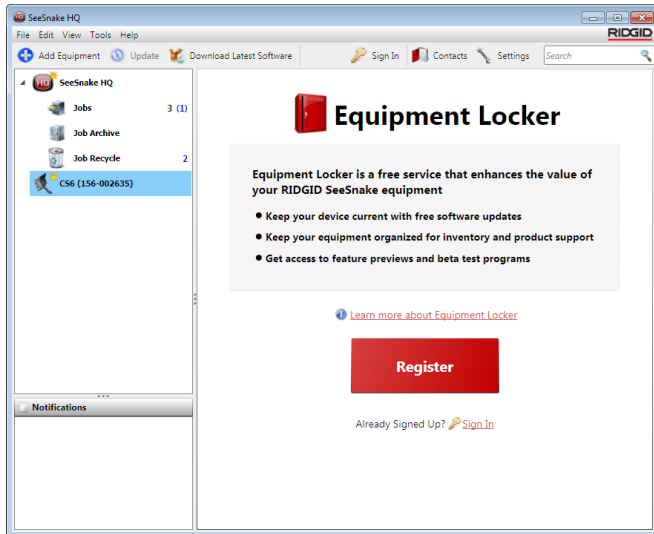 SeeSnake HQ
File Edit View Tools Help
RIDGID
Add Equipment Update Download Latest Software Sign In Contacts Settings Search
HQ SeeSnake HQ
Jobs 3 (1)
Job Archive
Job Recycle 2
CS6 (156-002635)
Equipment Locker
Equipment Locker is a free service that enhances the value of
your RIDGID SeeSnake equipment
• Keep your device current with free software updates
• Keep your equipment organized for inventory and product support
• Get access to feature previews and beta test programs
Learn more about Equipment Locker
Register
Already Signed Up? Sign In
Notifications